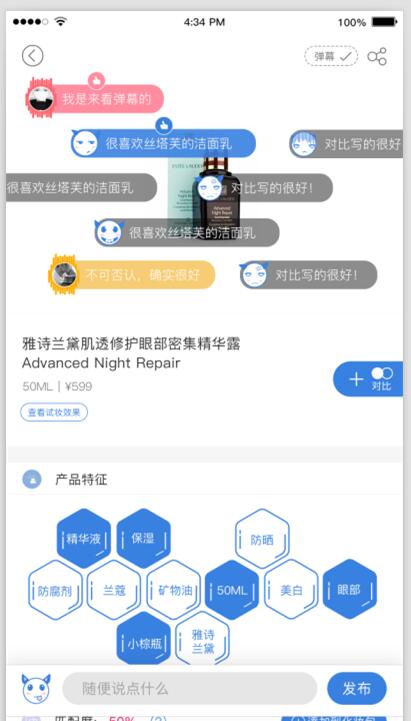 4:34 PM
100%
弹幕
我是来看弹幕的
很喜欢丝塔芙的洁面乳
对比写的很好
很喜欢丝塔芙的洁面乳
对比写的很好!
很喜欢丝塔芙的洁面乳
不可否认，确实很好
对比写的很好!
ESTEE LAUDER
Advanced
Night Repair
雅诗兰黛肌透修护眼部密集精华露
Advanced Night Repair
50ML | ¥599
对比
查看试妆效果
产品特征
精华液
保湿
防晒
防腐剂
兰蔻
矿物油
50ML
美白
眼部
小棕瓶
雅诗
兰黛
随便说点什么
发布
匹配度: 50%